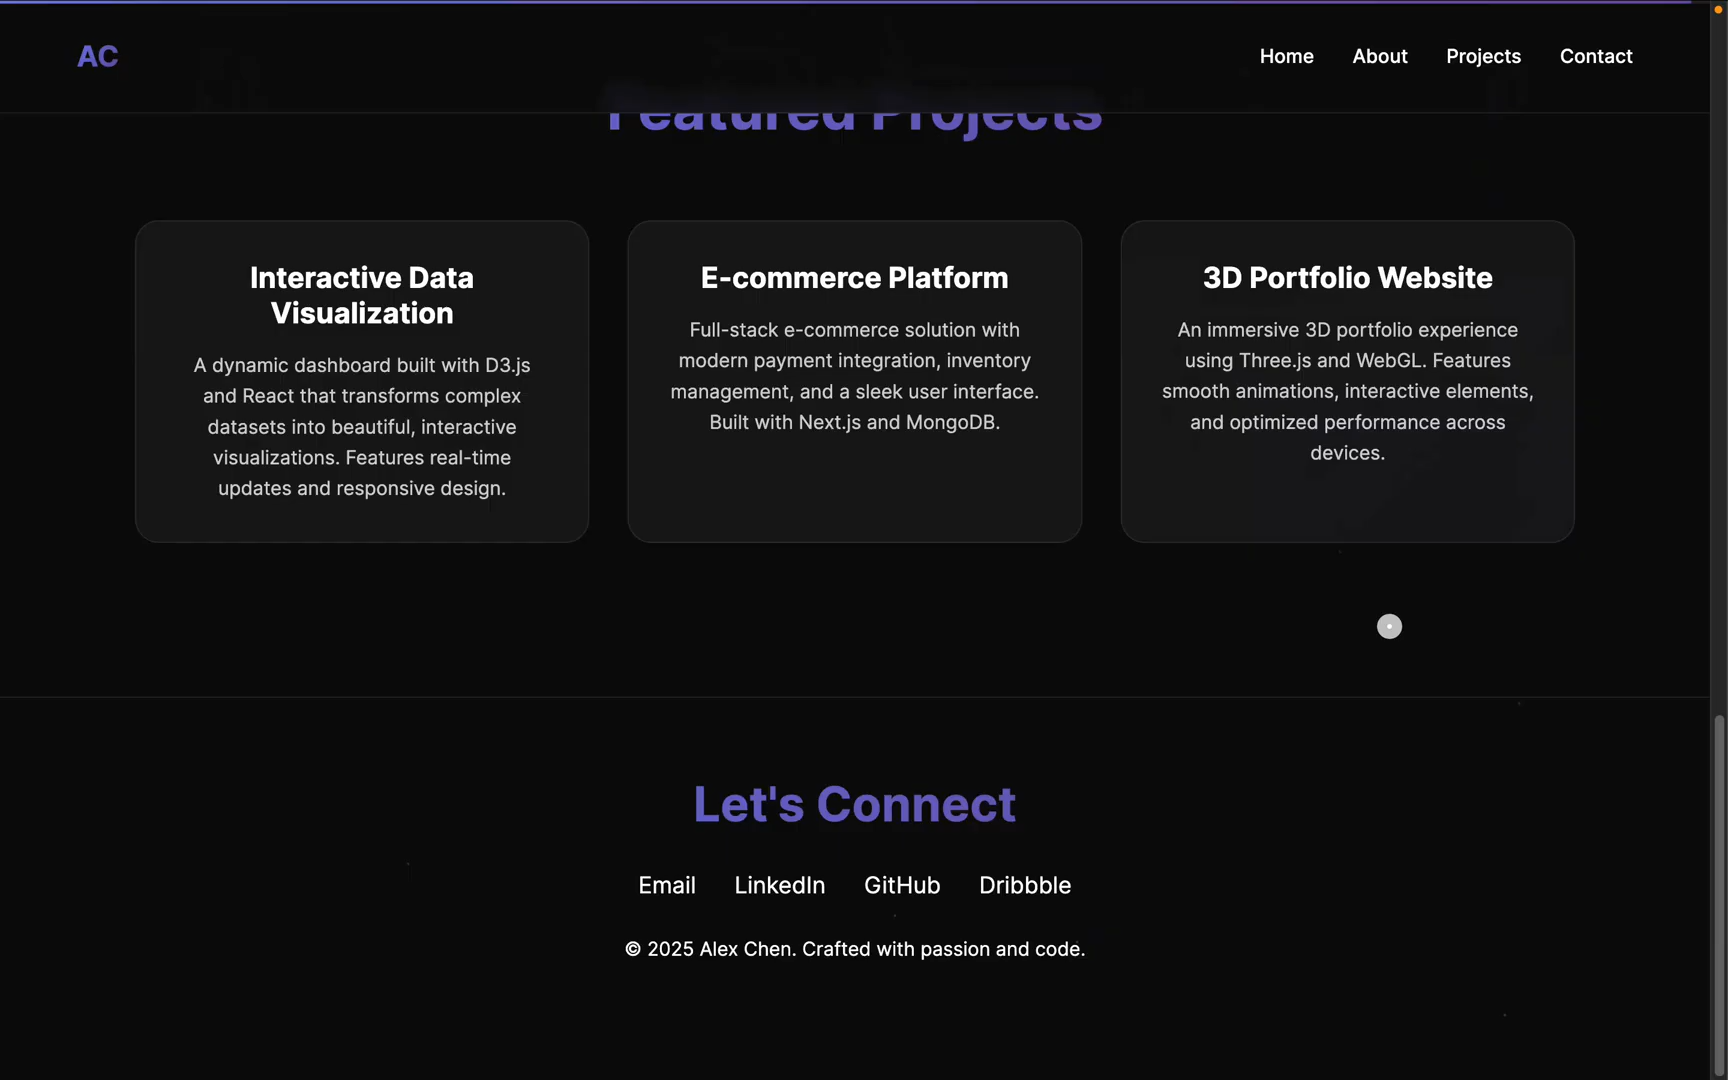 AC
Home
About
Projects
Contact
Featured Projects
Interactive Data
Visualization
A dynamic dashboard built with D3.js
and React that transforms complex
datasets into beautiful, interactive
visualizations. Features real-time
updates and responsive design.
E-commerce Platform
Full-stack e-commerce solution with
modern payment integration, inventory
management, and a sleek user interface.
Built with Next.js and MongoDB.
3D Portfolio Website
An immersive 3D portfolio experience
using Three.js and WebGL. Features
smooth animations, interactive elements,
and optimized performance across
devices.
Let's Connect
Email
LinkedIn
GitHub
Dribbble
© 2025 Alex Chen. Crafted with passion and code.